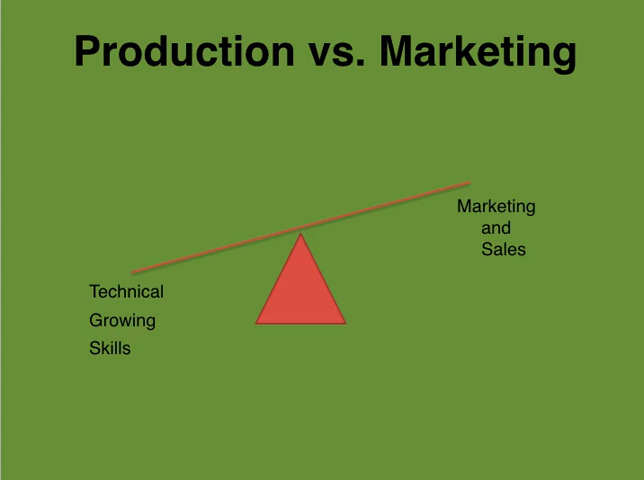 Production vs. Marketing
Marketing
and
Sales
Technical
Growing
Skills